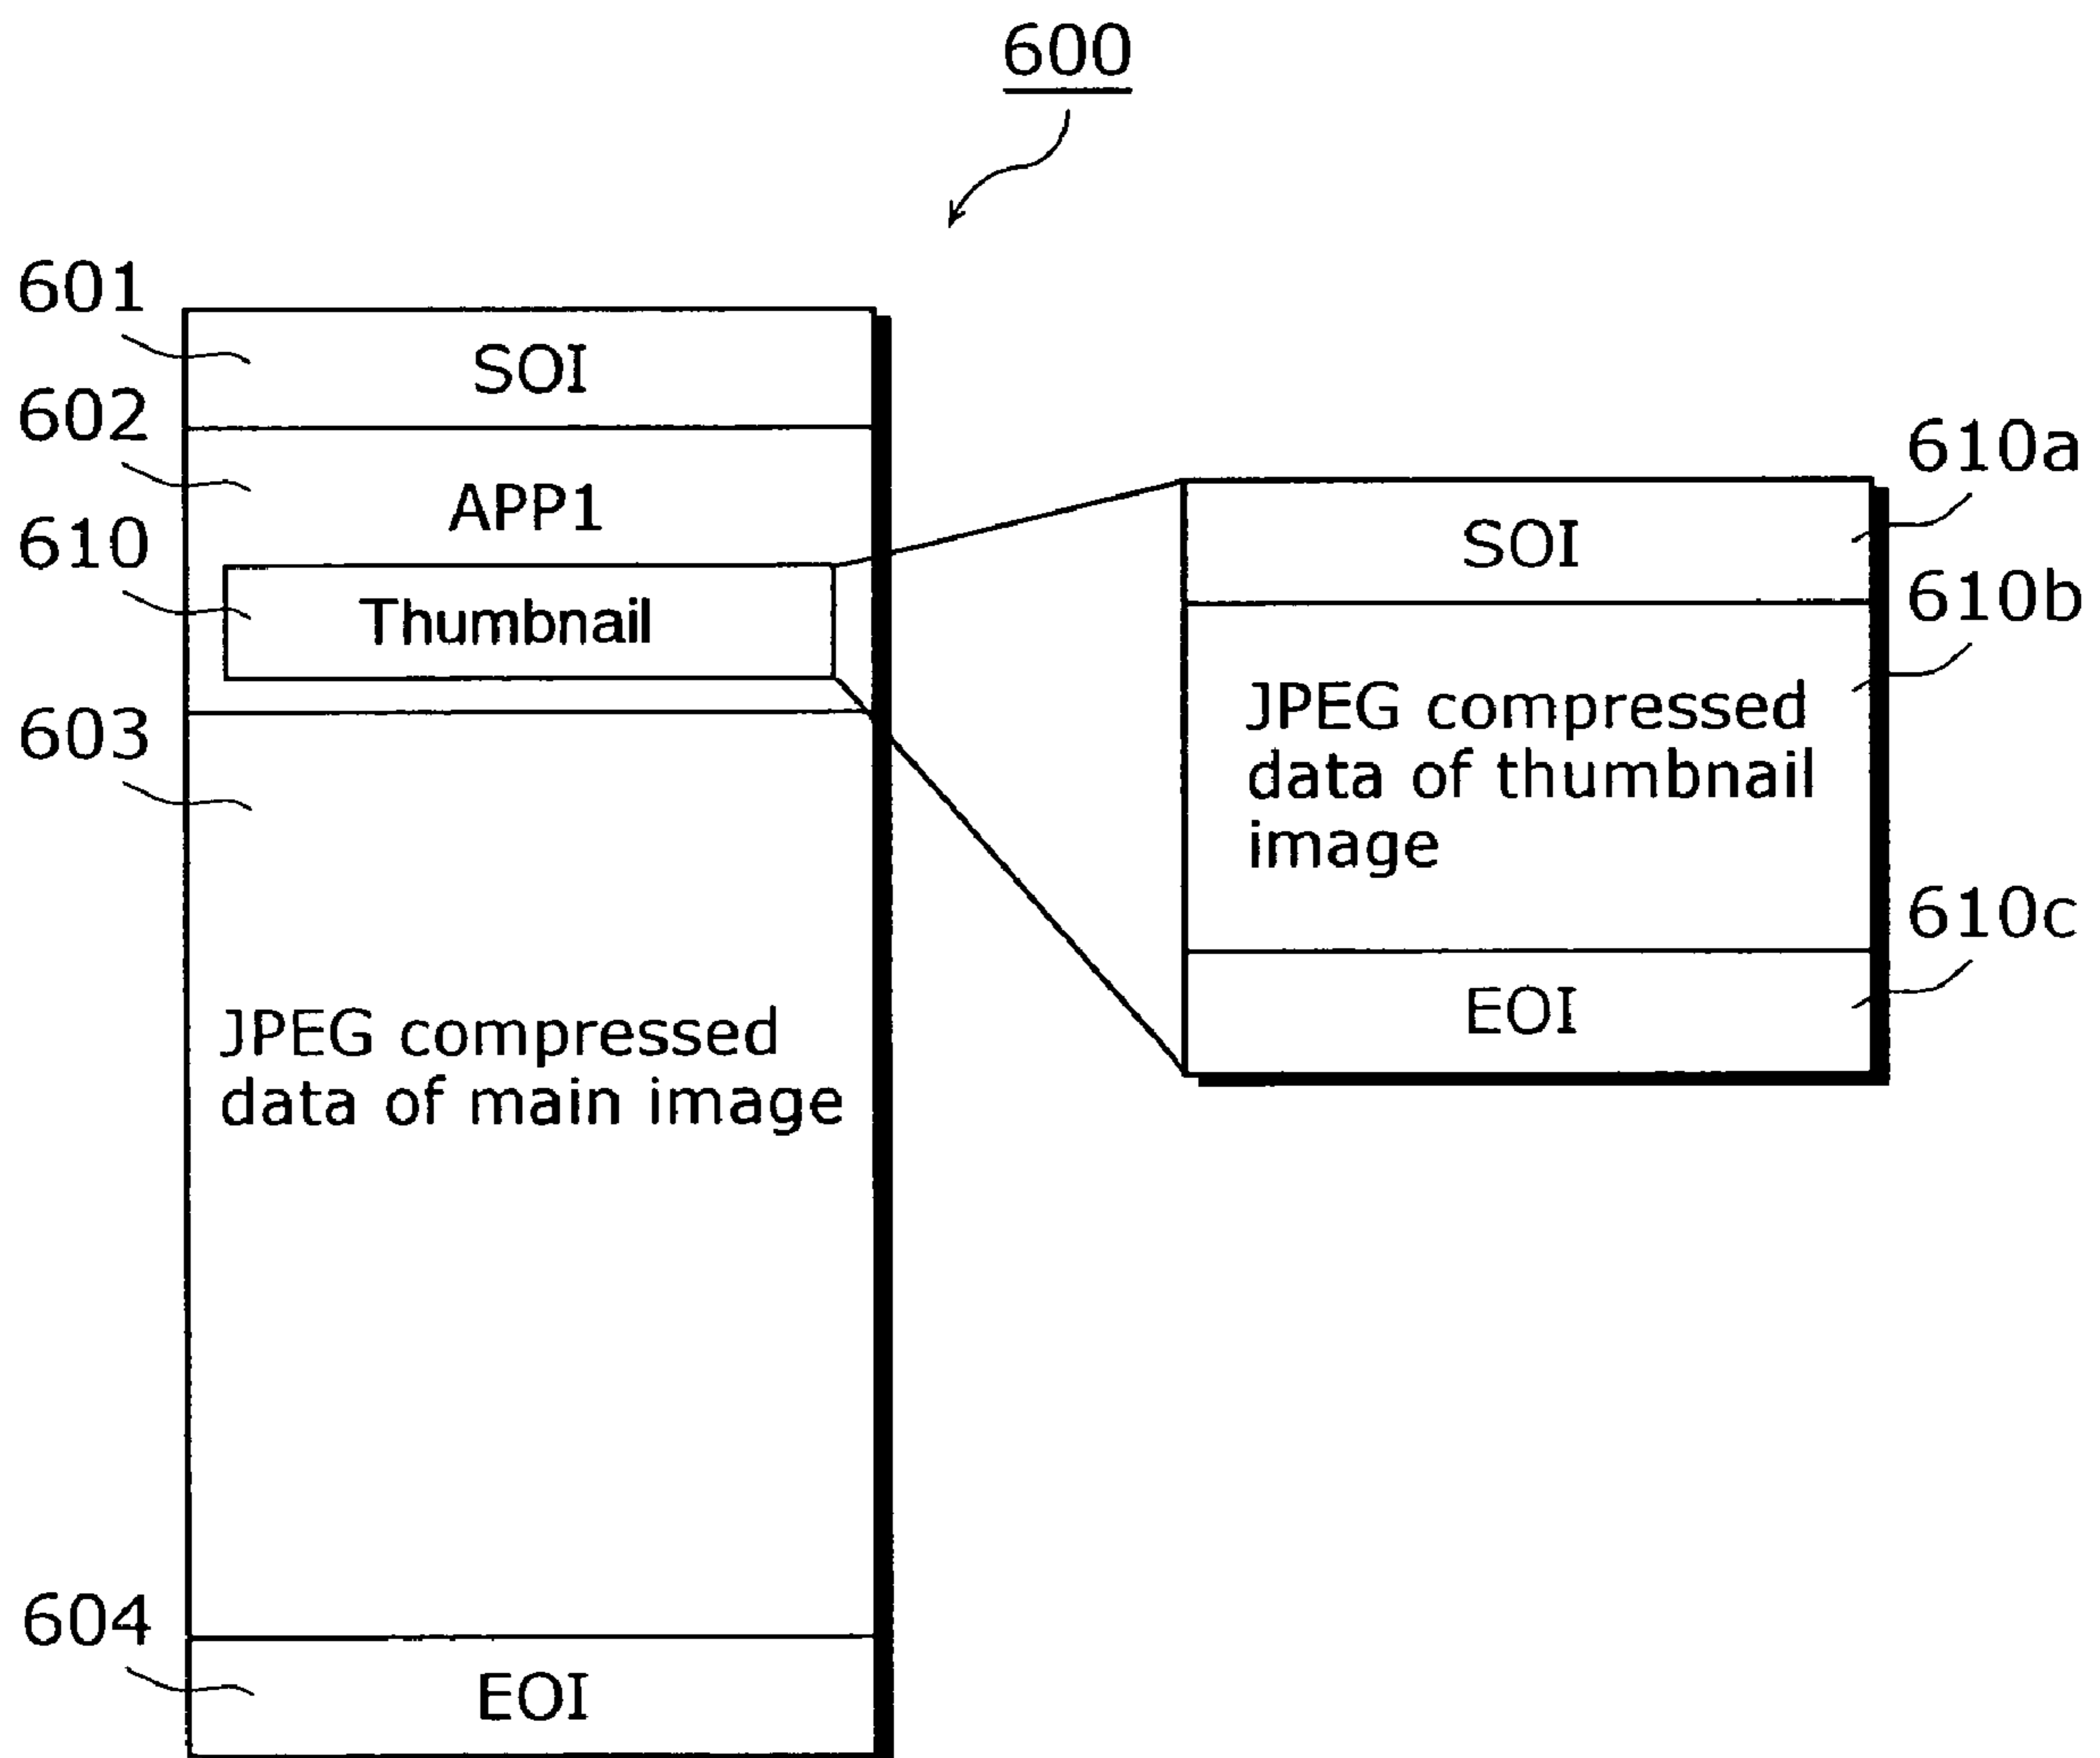 600
601
SOI
602
APP1
610
Thumbnail
603
JPEG compressed
data of main image
604
EOI
610a
SOI
610b
JPEG compressed
data of thumbnail
image
610c
EOI